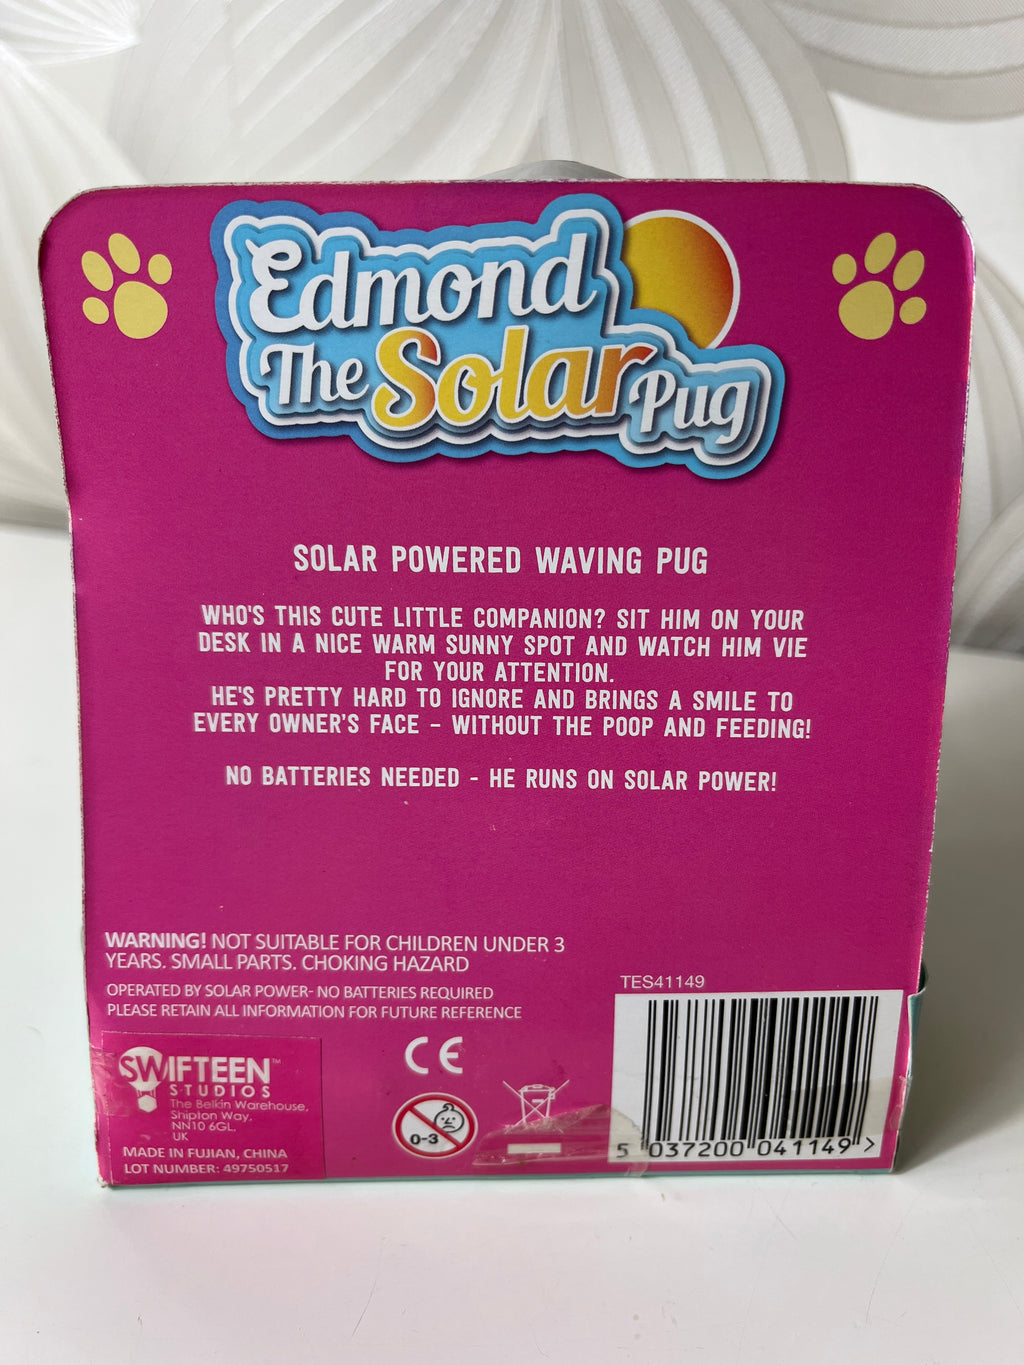 Edmond
The Solar Pug
SOLAR POWERED WAVING PUG
WHO'S THIS CUTE LITTLE COMPANION? SIT HIM ON YOUR
DESK IN A NICE WARM SUNNY SPOT AND WATCH HIM VIE
FOR YOUR ATTENTION.
HE'S PRETTY HARD TO IGNORE AND BRINGS A SMILE TO
EVERY OWNER'S FACE – WITHOUT THE POOP AND FEEDING!
NO BATTERIES NEEDED - HE RUNS ON SOLAR POWER!
WARNING! NOT SUITABLE FOR CHILDREN UNDER 3
YEARS. SMALL PARTS. CHOKING HAZARD
OPERATED BY SOLAR POWER- NO BATTERIES REQUIRED
PLEASE RETAIN ALL INFORMATION FOR FUTURE REFERENCE
SWIFTEEN™
STUDIOS
The Belkin Warehouse,
Shipton Way,
NN10 6GL.
UK
MADE IN FUJIAN, CHINA
LOT NUMBER: 49750517
CE
0-3
TES41149
5 037200 041149 >